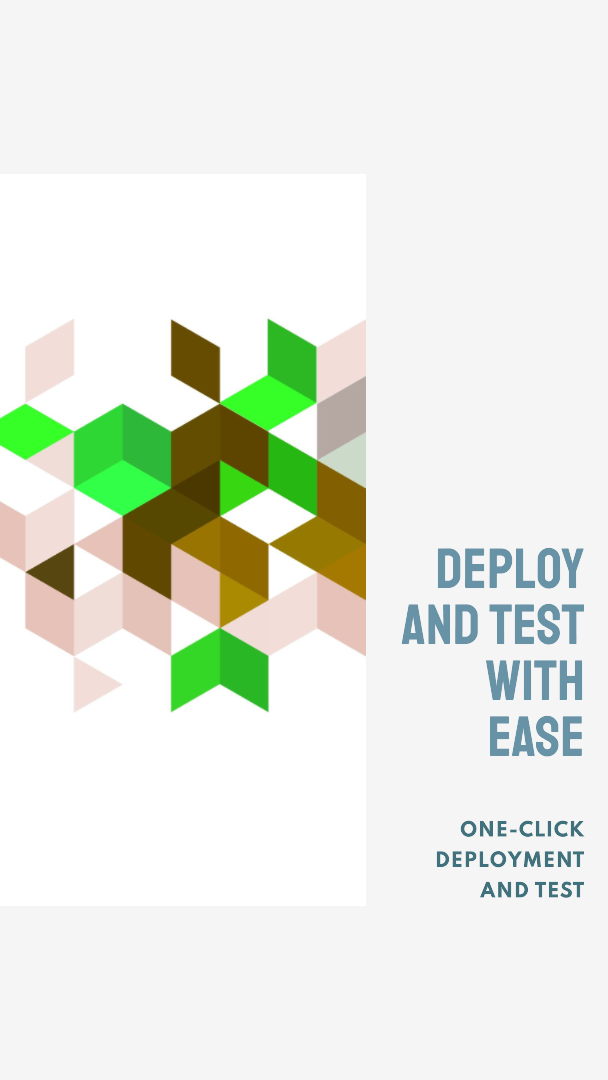 DEPLOY
AND TEST
WITH
EASE
ONE-CLICK
DEPLOYMENT
AND TEST